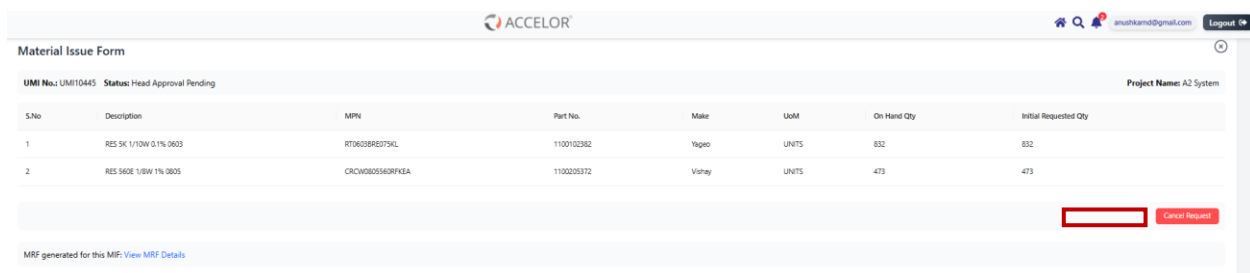 ACCELOR
2
anushkarnd@gmail.com
Logout
Material Issue Form
UMI No.: UMI10445 Status: Head Approval Pending
Project Name: A2 System
S.No Description MPN Part No. Make UoM On Hand Qty Initial Requested Qty
1 RES 5K 1/10W 0.1% 0603 RT0603BRE075KL 1100102382 Yageo UNITS 832 832
2 RES 560E 1/8W 1% 0805 CRCW0805560RFKEA 1100205372 Vishay UNITS 473 473
Cancel Request
MRF generated for this MIF: View MRF Details